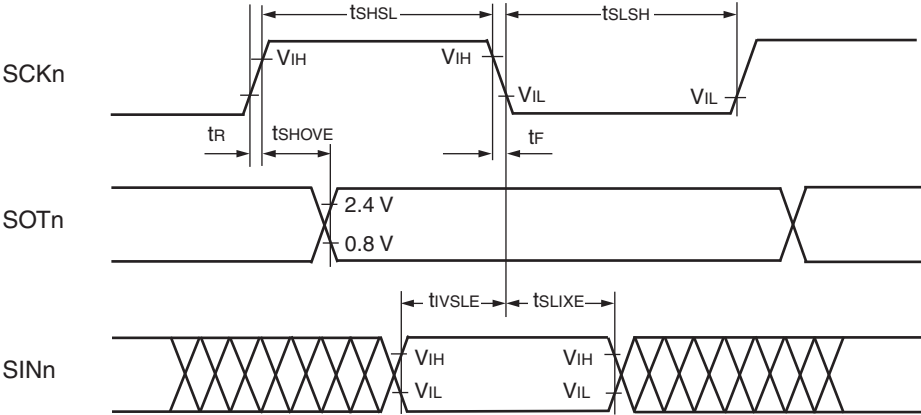 tSHSL tSLSH
SCKn VIH VIH VIL VIL
tR tSHOVE tF
SOTn 2.4 V
0.8 V
tIVSLE tSLIXE
SINn VIH VIH
VIL VIL